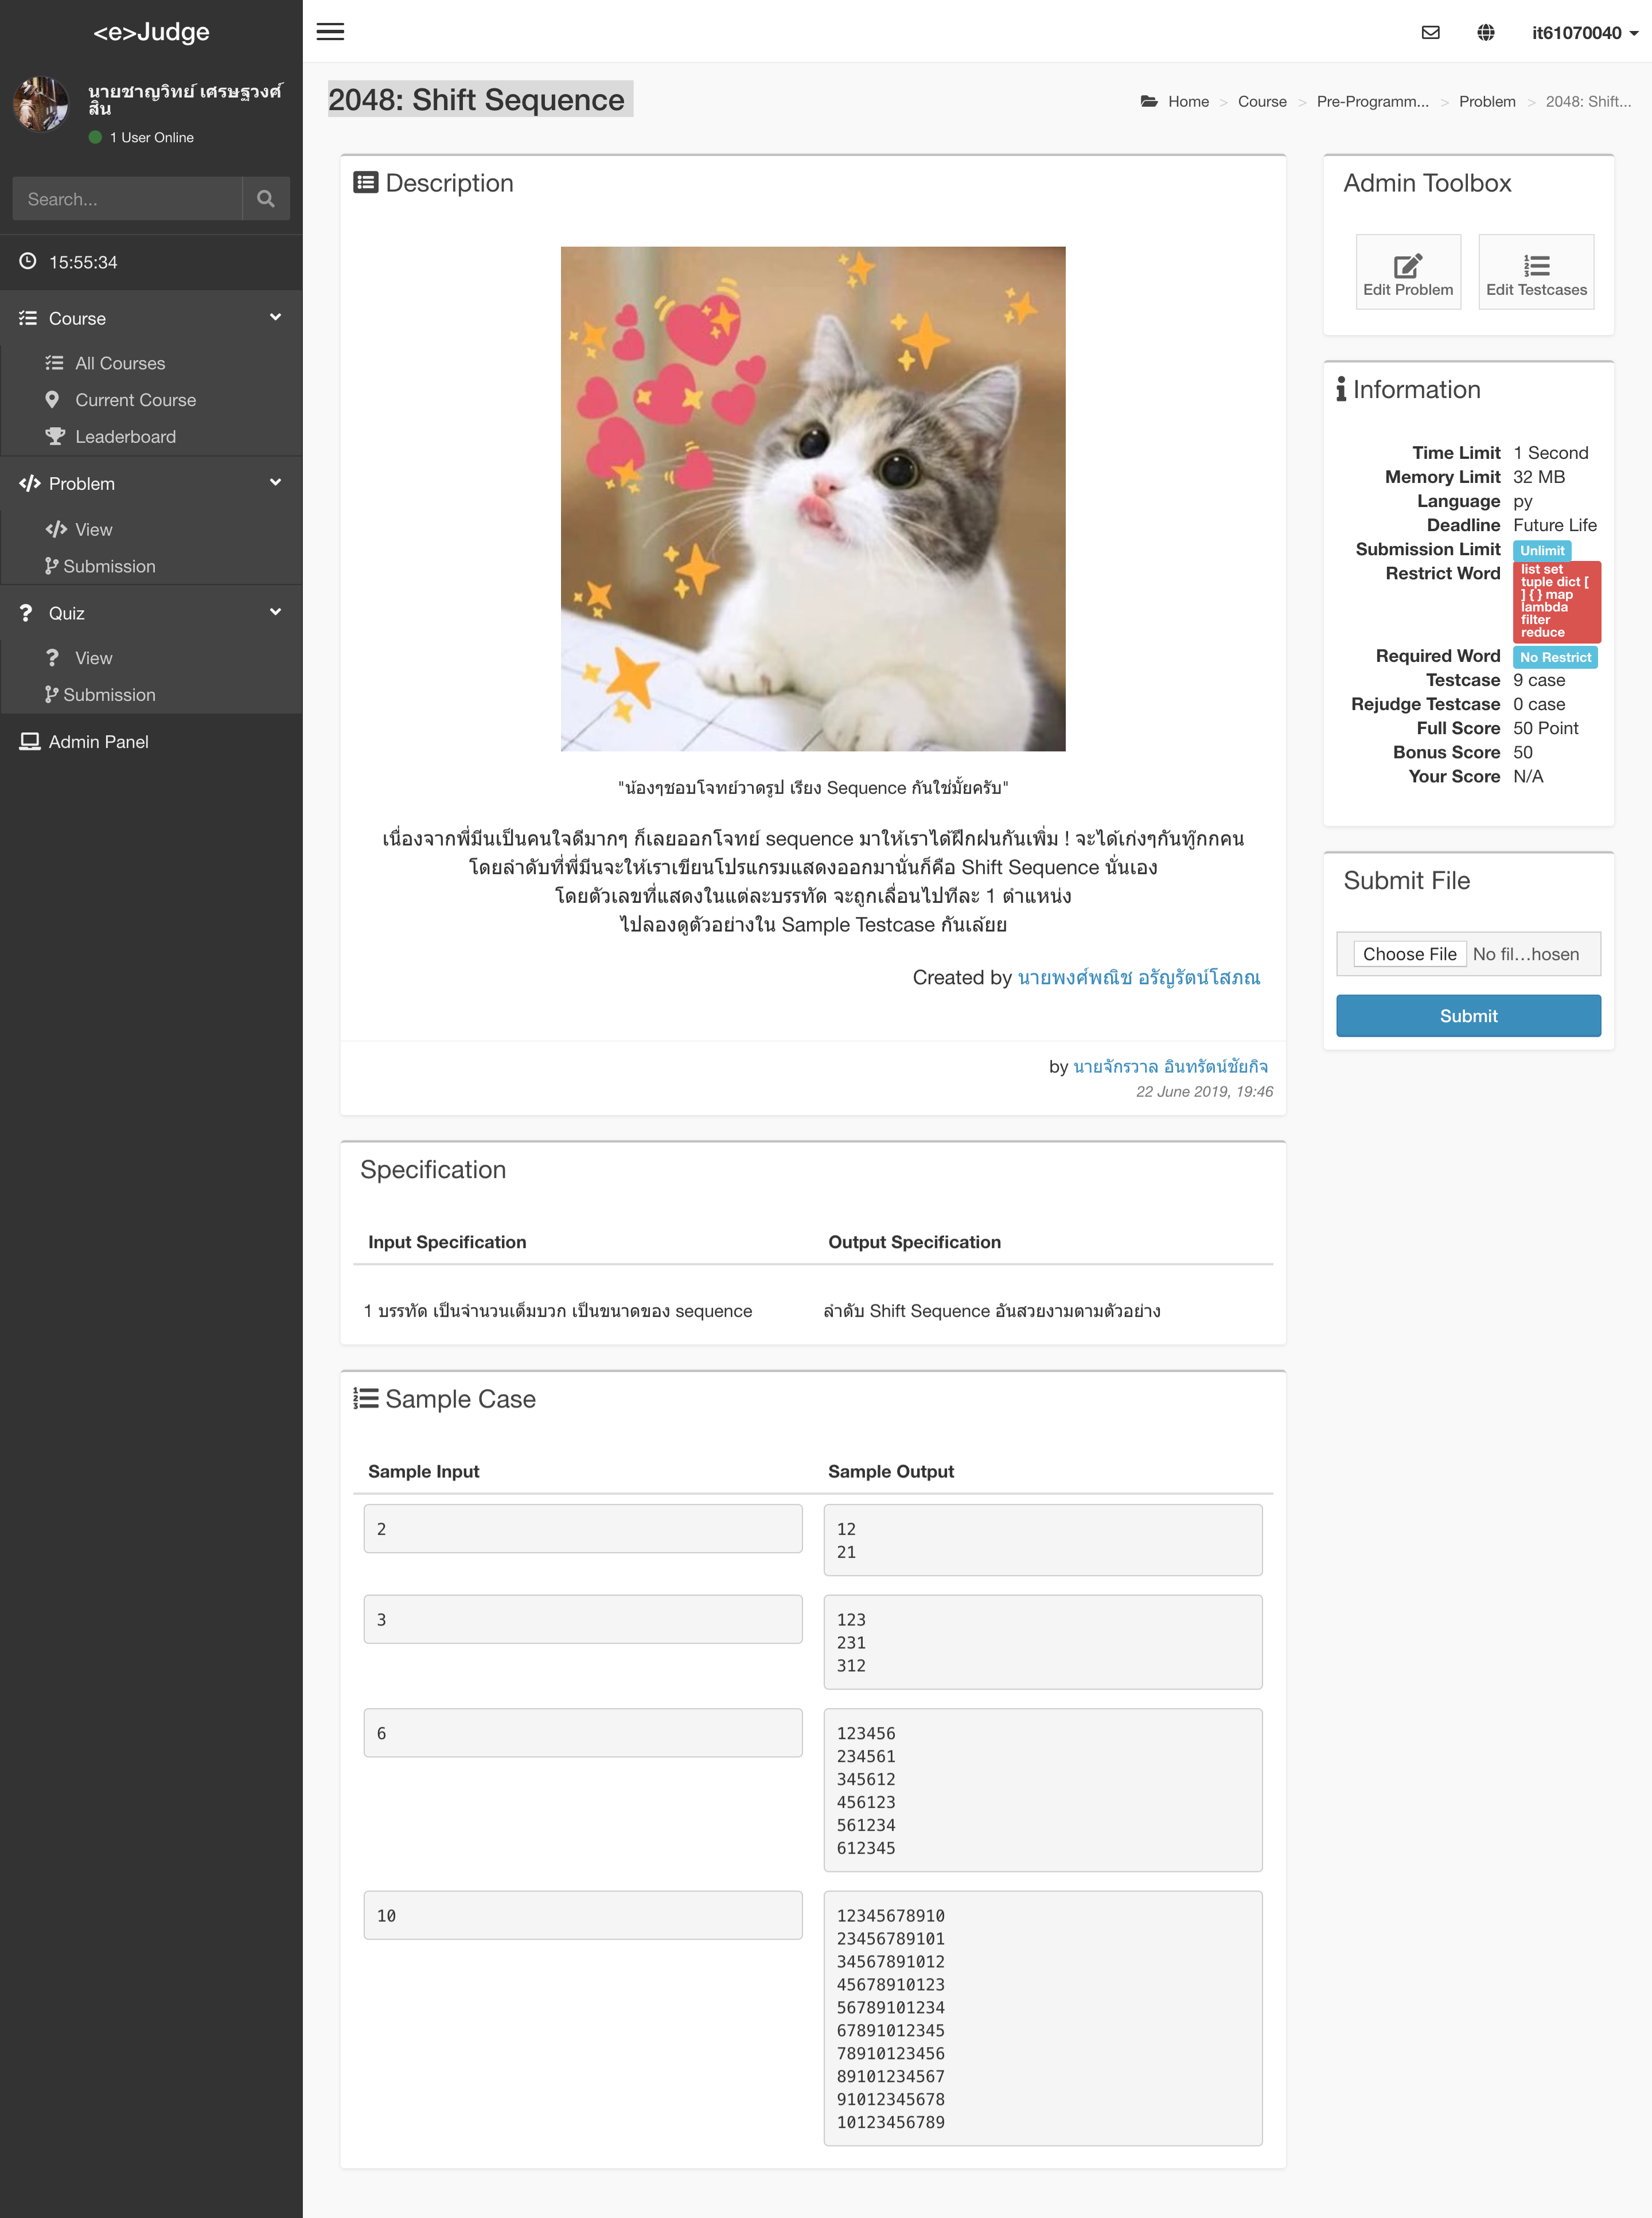 <e>Judge
it61070040
นายชาญวิทย์ เศรษฐวงศ์
สิน
1 User Online
Search...
15:55:34
Course
All Courses
Current Course
Leaderboard
Problem
View
Submission
Quiz
View
Submission
Admin Panel
2048: Shift Sequence
Home > Course > Pre-Programm... > Problem > 2048: Shift...
Description
"น้องๆชอบโจทย์วาดรูป เรียง Sequence กันใช่มั้ยครับ"
เนื่องจากพี่มีนเป็นคนใจดีมากๆ ก็เลยออกโจทย์ sequence มาให้เราได้ฝึกฝนกันเพิ่ม ! จะได้เก่งๆกันทู๊กกคน
โดยลำดับที่พี่มีนจะให้เราเขียนโปรแกรมแสดงออกมานั่นก็คือ Shift Sequence นั่นเอง
โดยตัวเลขที่แสดงในแต่ละบรรทัด จะถูกเลื่อนไปทีละ 1 ตำแหน่ง
ไปลองดูตัวอย่างใน Sample Testcase กันเล้ยย
Created by นายพงศ์พณิช อรัญรัตน์โสภณ
by นายจักรวาล อินทรัตน์ชัยกิจ
22 June 2019, 19:46
Specification
Input Specification Output Specification
1 บรรทัด เป็นจำนวนเต็มบวก เป็นขนาดของ sequence ลำดับ Shift Sequence อันสวยงามตามตัวอย่าง
Sample Case
Sample Input Sample Output
2
12
21
3
123
231
312
6
123456
234561
345612
456123
561234
612345
10
12345678910
23456789101
34567891012
45678910123
56789101234
67891012345
78910123456
89101234567
91012345678
10123456789
Admin Toolbox
Edit Problem Edit Testcases
Information
Time Limit 1 Second
Memory Limit 32 MB
Language py
Deadline Future Life
Submission Limit Unlimit
Restrict Word list set
tuple dict [
] { } map
lambda
filter
reduce
Required Word No Restrict
Testcase 9 case
Rejudge Testcase 0 case
Full Score 50 Point
Bonus Score 50
Your Score N/A
Submit File
Choose File No fil...hosen
Submit